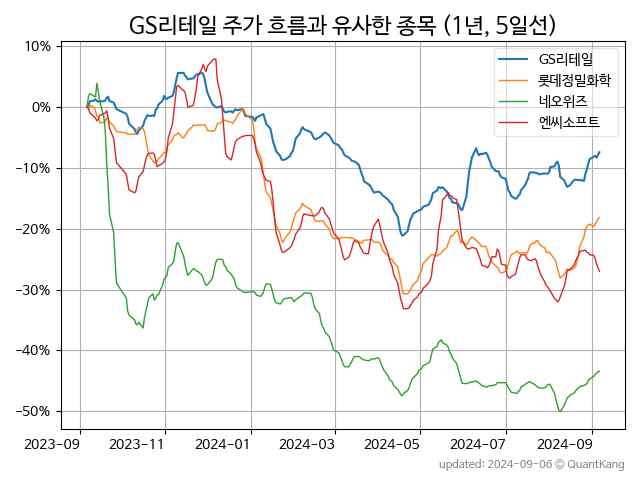 GS리테일 주가 흐름과 유사한 종목 (1년, 5일선)
10%
0%
−10%
−20%
−30%
−40%
−50%
GS리테일
롯데정밀화학
네오위즈
엔씨소프트
2023-09 2023-11 2024-01 2024-03 2024-05 2024-07 2024-09
updated: 2024-09-06 © QuantKang